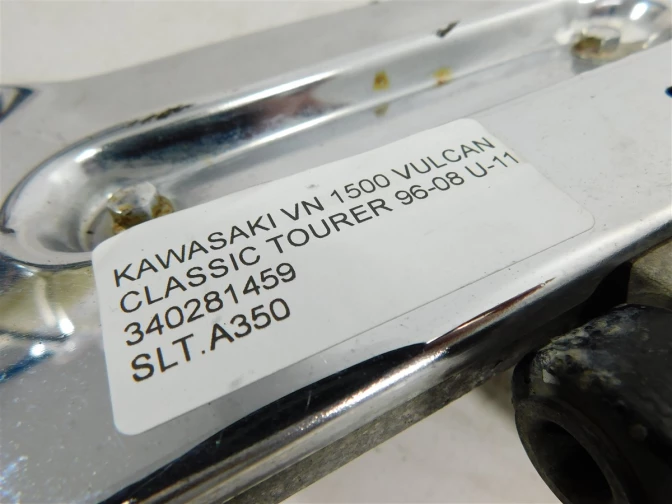 KAWASAKI VN 1500 VULCAN
CLASSIC TOURER 96-08 U-11
340281459
SLT.A350